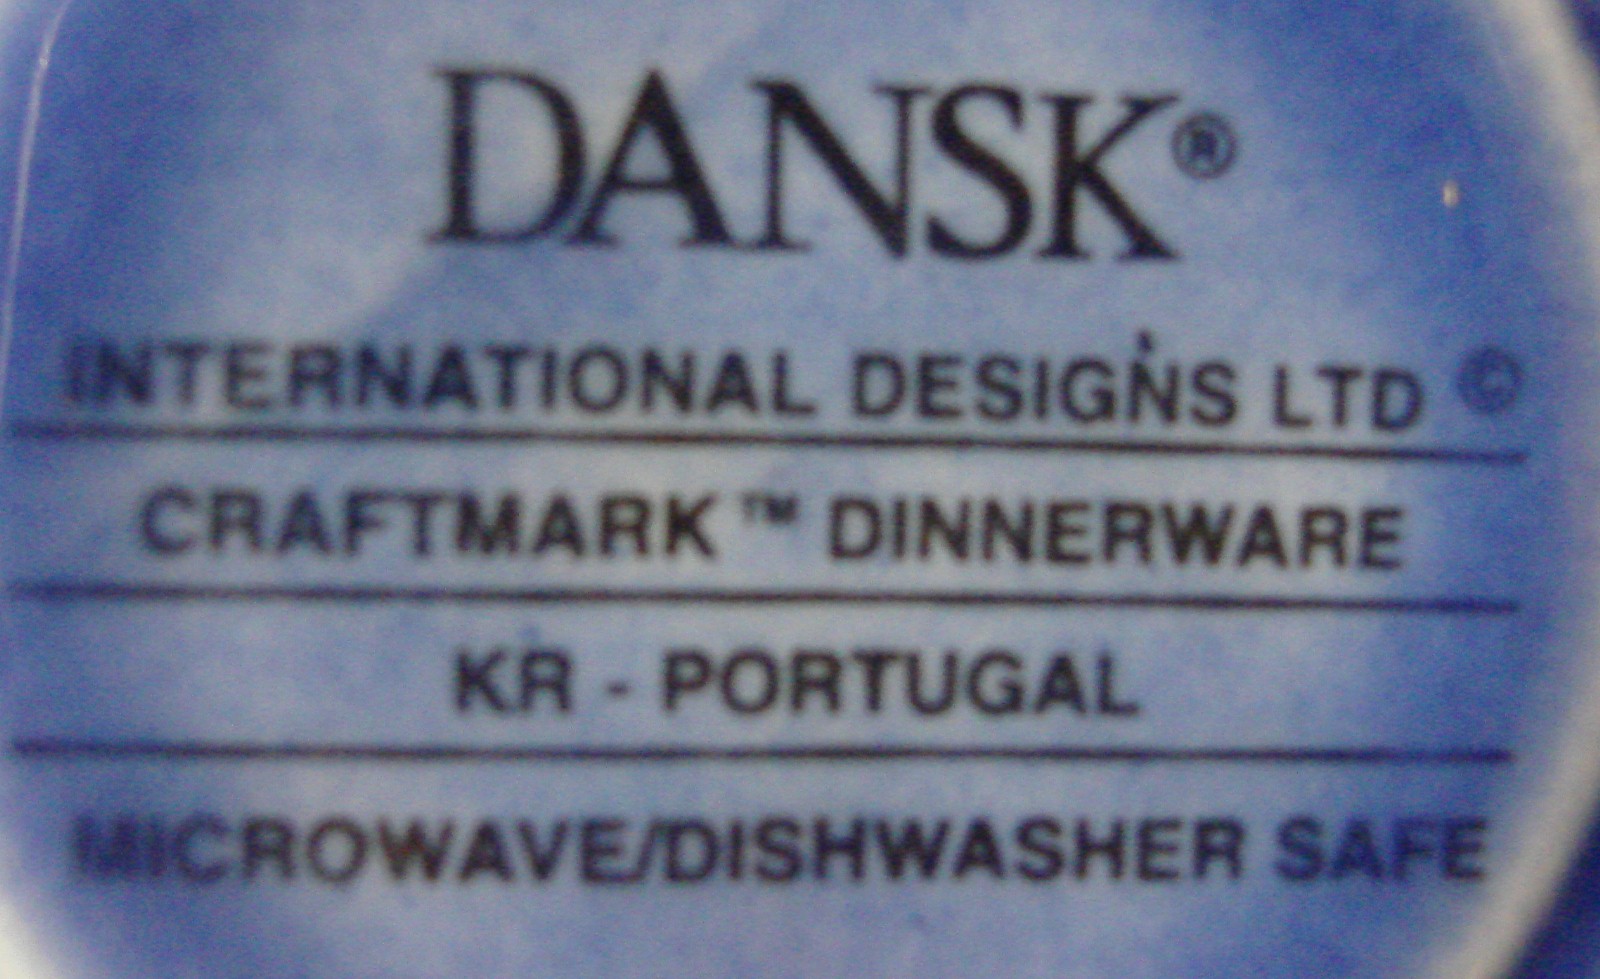 DANSK®
INTERNATIONAL DESIGNS LTD ©
CRAFTMARK™ DINNERWARE
KR - PORTUGAL
MICROWAVE/DISHWASHER SAFE